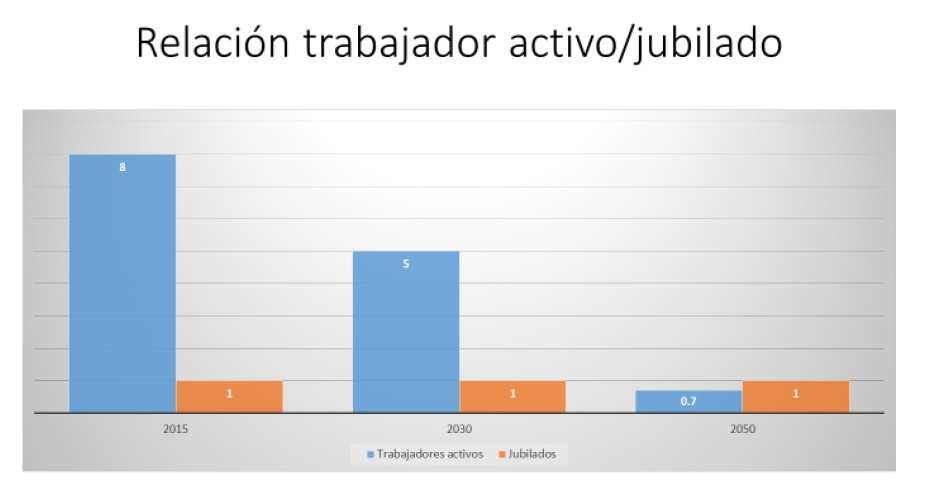 Relación trabajador activo/jubilado
8
1
5
1
0.7
1
2015 2030 2050
Trabajadores activos Jubilados